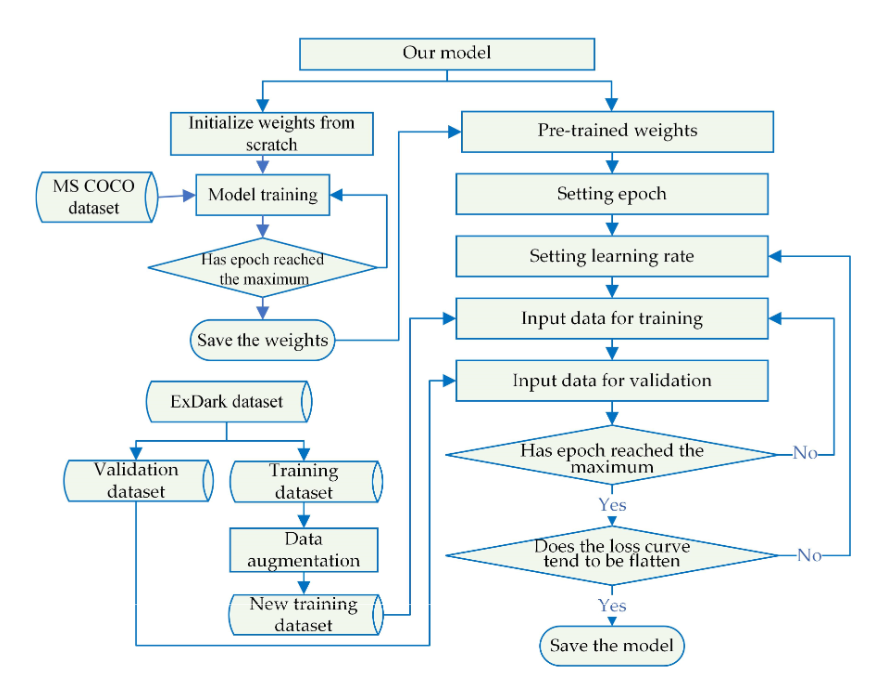 Our model
Initialize weights from
scratch
MS COCO
dataset
Model training
Has epoch reached
the maximum
Save the weights
ExDark dataset
Validation
dataset
Training
dataset
Data
augmentation
New training
dataset
Pre-trained weights
Setting epoch
Setting learning rate
Input data for training
Input data for validation
Has epoch reached the
maximum
No
Yes
Does the loss curve
tend to be flatten
No
Yes
Save the model